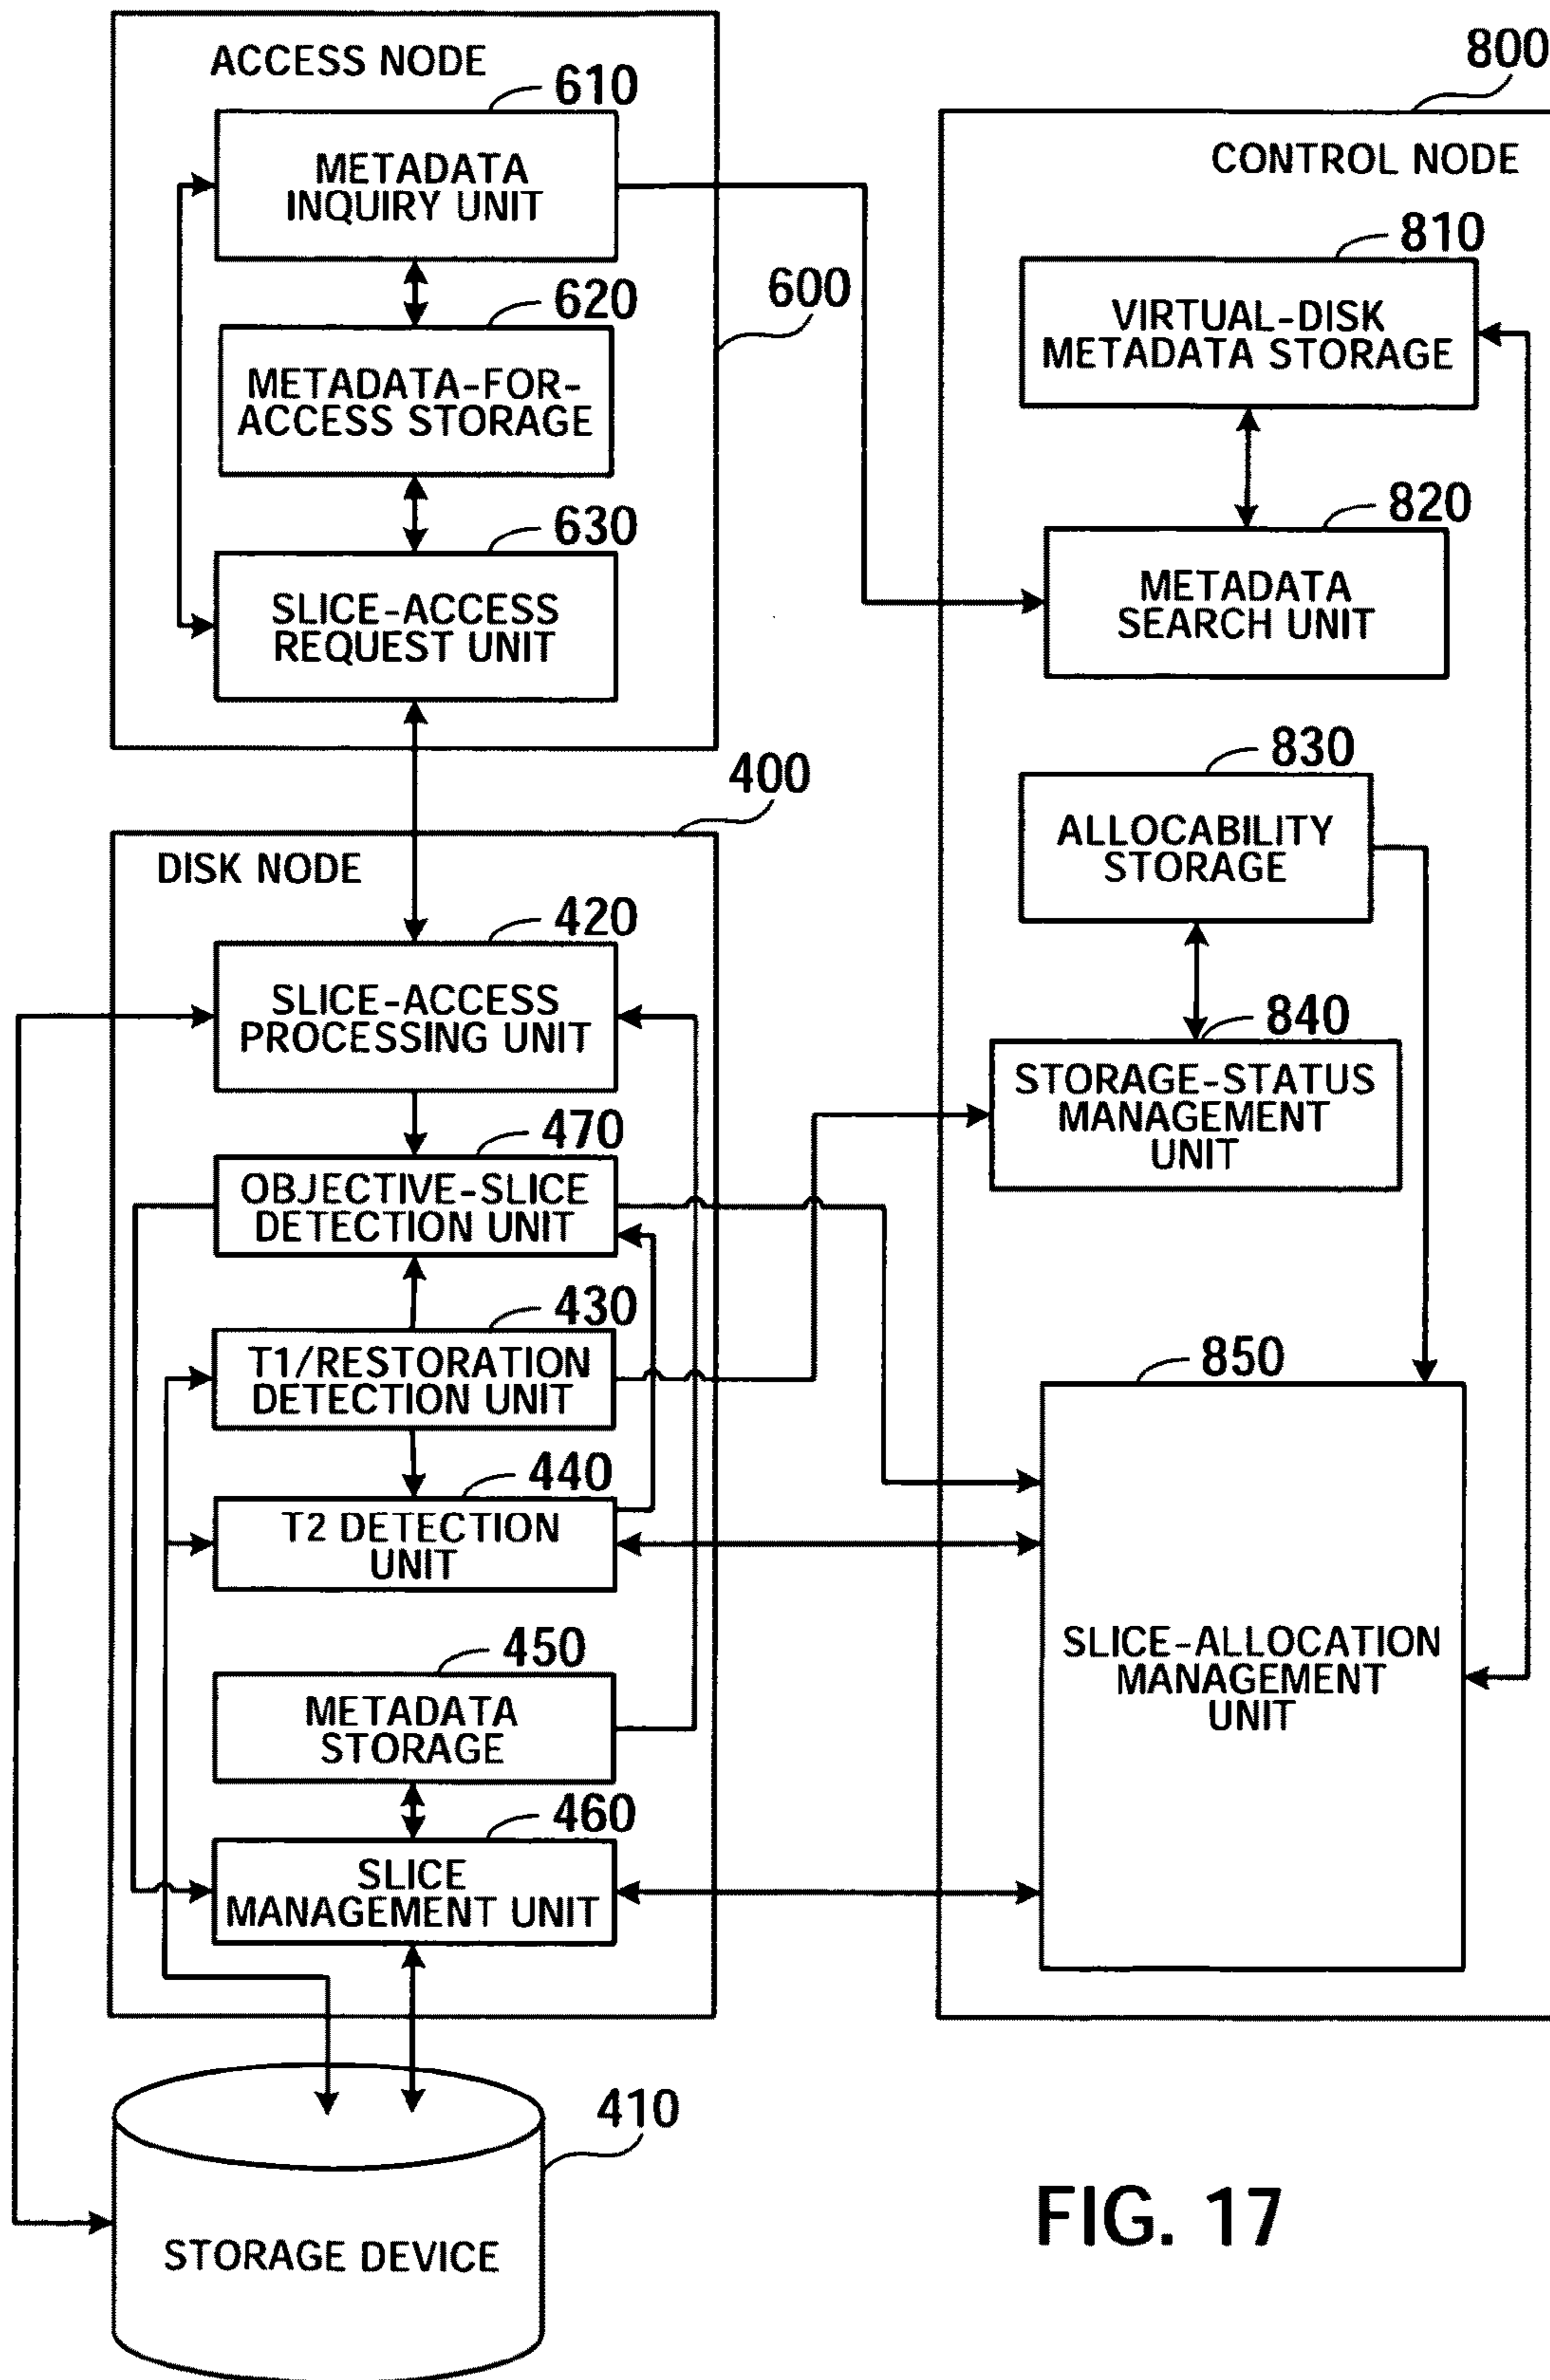 ACCESS NODE
610
METADATA
INQUIRY UNIT
620
METADATA-FOR-
ACCESS STORAGE
630
SLICE-ACCESS
REQUEST UNIT
600
800
CONTROL NODE
810
VIRTUAL-DISK
METADATA STORAGE
820
METADATA
SEARCH UNIT
830
ALLOCABILITY
STORAGE
840
STORAGE-STATUS
MANAGEMENT
UNIT
850
SLICE-ALLOCATION
MANAGEMENT
UNIT
400
DISK NODE
420
SLICE-ACCESS
PROCESSING UNIT
470
OBJECTIVE-SLICE
DETECTION UNIT
430
T1/RESTORATION
DETECTION UNIT
440
T2 DETECTION
UNIT
450
METADATA
STORAGE
460
SLICE
MANAGEMENT UNIT
410
STORAGE DEVICE
FIG. 17